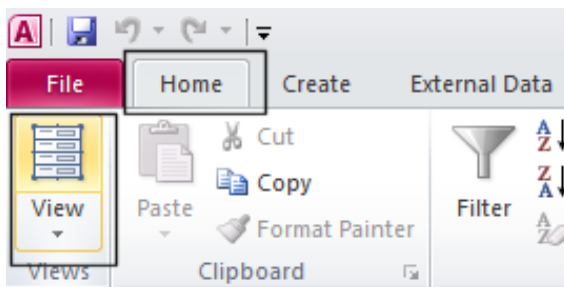 A
File Home Create External Data
Cut
Copy
Format Painter
View Paste Filter
A
Z
Z
A
A
Z
Views Clipboard